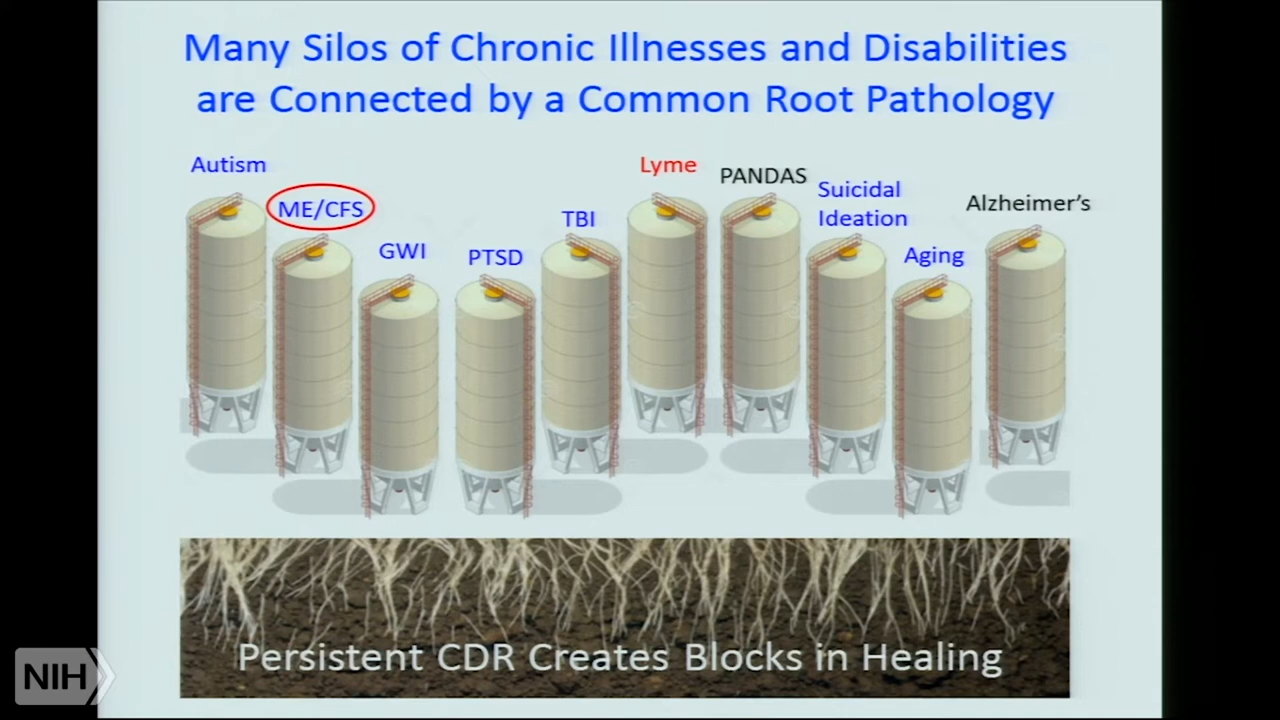 Many Silos of Chronic Illnesses and Disabilities
are Connected by a Common Root Pathology
Autism
ME/CFS
GWI
PTSD
TBI
Lyme
PANDAS
Suicidal
Ideation
Aging
Alzheimer's
Persistent CDR Creates Blocks in Healing
NIH